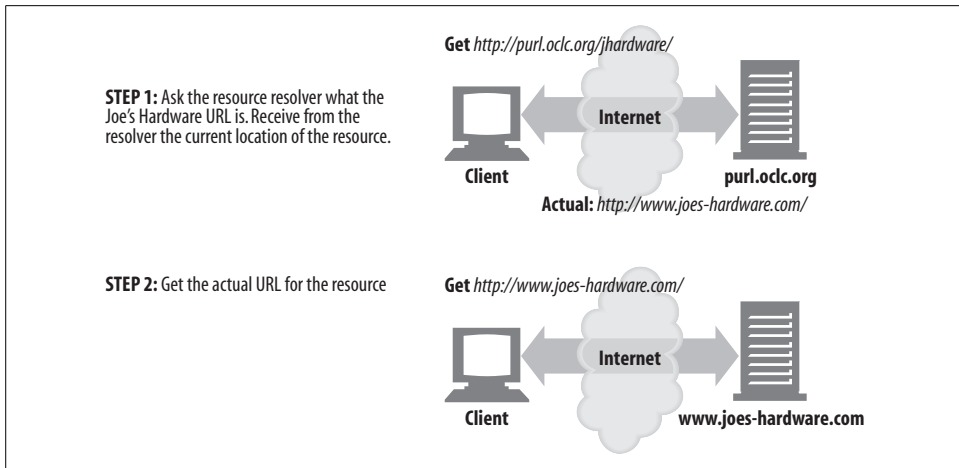 Get http://purl.oclc.org/jhardware/
STEP 1: Ask the resource resolver what the
Joe's Hardware URL is. Receive from the
resolver the current location of the resource.
Internet
Client
purl.oclc.org
Actual: http://www.joes-hardware.com/
STEP 2: Get the actual URL for the resource
Get http://www.joes-hardware.com/
Internet
Client
www.joes-hardware.com